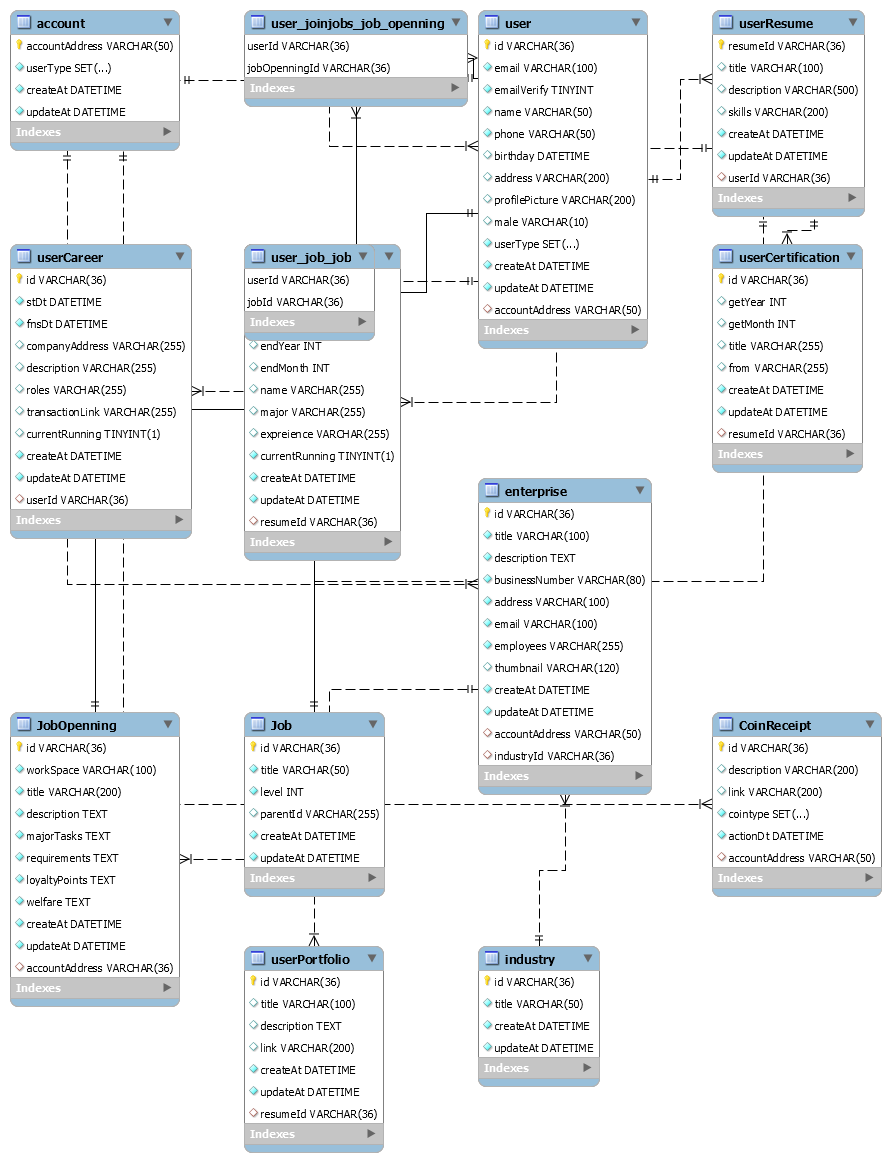 account
accountAddress VARCHAR(50)
userType SET(...)
createAt DATETIME
updateAt DATETIME
Indexes
user_joinjobs_job_openning
userId VARCHAR(36)
jobOpenningId VARCHAR(36)
Indexes
user
id VARCHAR(36)
email VARCHAR(100)
emailVerify TINYINT
name VARCHAR(50)
phone VARCHAR(50)
birthday DATETIME
address VARCHAR(200)
profilePicture VARCHAR(200)
male VARCHAR(10)
userType SET(...)
createAt DATETIME
updateAt DATETIME
accountAddress VARCHAR(50)
Indexes
userResume
resumeId VARCHAR(36)
title VARCHAR(100)
description VARCHAR(500)
skills VARCHAR(200)
createAt DATETIME
updateAt DATETIME
userId VARCHAR(36)
Indexes
userCareer
id VARCHAR(36)
stDt DATETIME
fnsDt DATETIME
companyAddress VARCHAR(255)
description VARCHAR(255)
roles VARCHAR(255)
transactionLink VARCHAR(255)
currentRunning TINYINT(1)
createAt DATETIME
updateAt DATETIME
userId VARCHAR(36)
Indexes
user_job_job
userId VARCHAR(36)
jobId VARCHAR(36)
Indexes
endYear INT
endMonth INT
name VARCHAR(255)
major VARCHAR(255)
expreience VARCHAR(255)
currentRunning TINYINT(1)
createAt DATETIME
updateAt DATETIME
resumeId VARCHAR(36)
Indexes
userCertification
id VARCHAR(36)
getYear INT
getMonth INT
title VARCHAR(255)
from VARCHAR(255)
createAt DATETIME
updateAt DATETIME
resumeId VARCHAR(36)
Indexes
enterprise
id VARCHAR(36)
title VARCHAR(100)
description TEXT
businessNumber VARCHAR(80)
address VARCHAR(100)
email VARCHAR(100)
employees VARCHAR(255)
thumbnail VARCHAR(120)
createAt DATETIME
updateAt DATETIME
accountAddress VARCHAR(50)
industryId VARCHAR(36)
Indexes
JobOpenning
id VARCHAR(36)
workSpace VARCHAR(100)
title VARCHAR(200)
description TEXT
majorTasks TEXT
requirements TEXT
loyaltyPoints TEXT
welfare TEXT
createAt DATETIME
updateAt DATETIME
accountAddress VARCHAR(36)
Indexes
Job
id VARCHAR(36)
title VARCHAR(50)
level INT
parentId VARCHAR(255)
createAt DATETIME
updateAt DATETIME
Indexes
CoinReceipt
id VARCHAR(36)
description VARCHAR(200)
link VARCHAR(200)
cointype SET(...)
actionDt DATETIME
accountAddress VARCHAR(50)
Indexes
userPortfolio
id VARCHAR(36)
title VARCHAR(100)
description TEXT
link VARCHAR(200)
createAt DATETIME
updateAt DATETIME
resumeId VARCHAR(36)
Indexes
industry
id VARCHAR(36)
title VARCHAR(50)
createAt DATETIME
updateAt DATETIME
Indexes